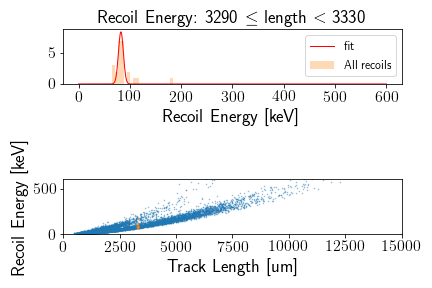 Recoil Energy: 3290 ≤ length < 3330
5
0
fit
All recoils
0 100 200 300 400 500 600
Recoil Energy [keV]
Recoil Energy [keV]
500
0
0 2500 5000 7500 10000 12500 15000
Track Length [um]